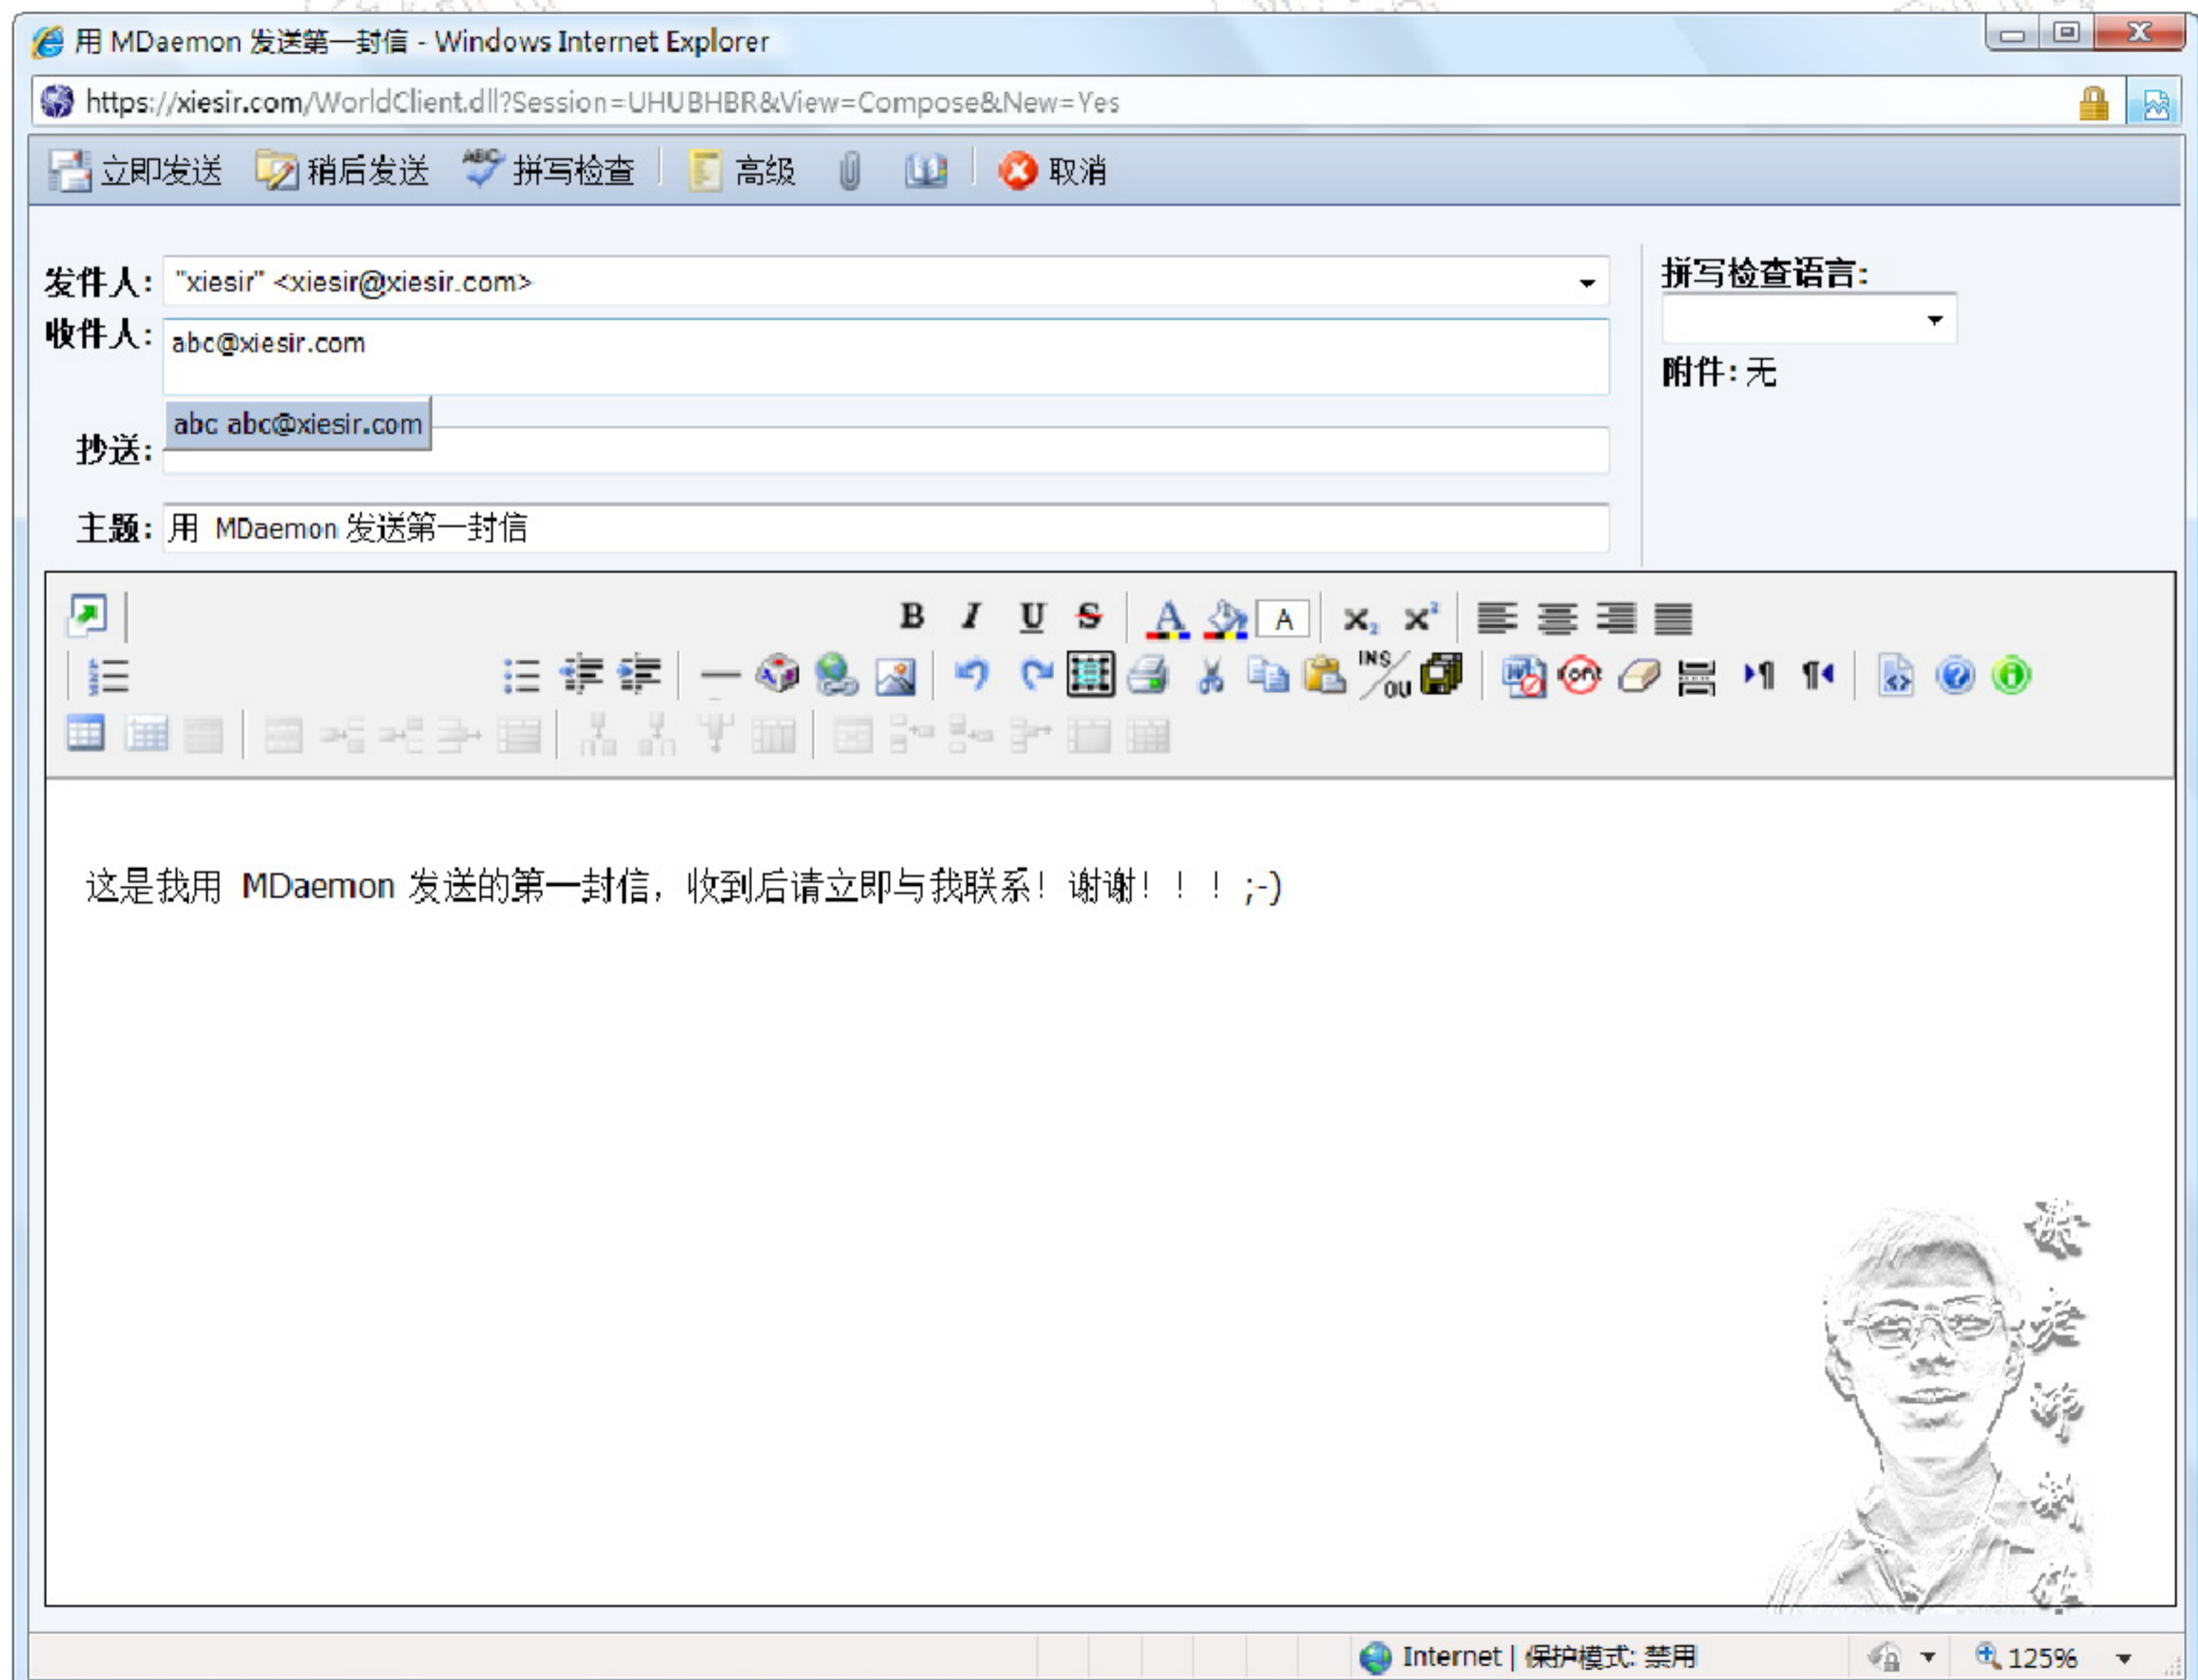 用 MDaemon 发送第一封信 - Windows Internet Explorer
https://xiesir.com/WorldClient.dll?Session=UHUBHBR&View=Compose&New=Yes
立即发送 稍后发送 ABC 拼写检查 高级 取消
发件人: "xiesir" <xiesir@xiesir.com>
拼写检查语言:
收件人: abc@xiesir.com
附件: 无
abc abc@xiesir.com
抄送:
主题: 用 MDaemon 发送第一封信
B I U S A A x₂ x²
INS/OU
这是我用 MDaemon 发送的第一封信，收到后请立即与我联系！谢谢！！！;-)
Internet | 保护模式: 禁用 125%